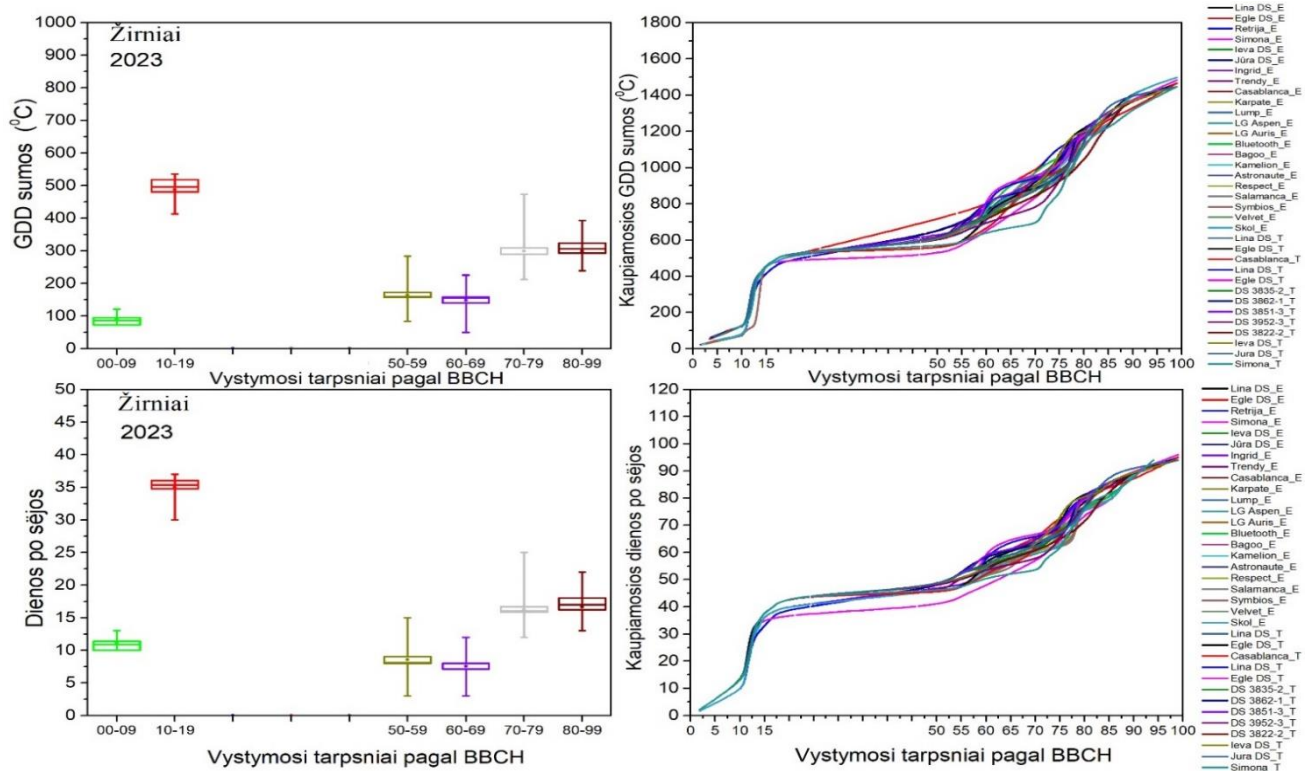 Žirniai
2023
GDD sumos (⁰C)
1000
900
800
700
600
500
400
300
200
100
0
00-09 10-19 50-59 60-69 70-79 80-99
Vystymosi tarpsniai pagal BBCH
Kaupiamosios GDD sumos (⁰C)
1800
1600
1400
1200
1000
800
600
400
200
0
0 5 10 15 50 55 60 65 70 75 80 85 90 95 100
Vystymosi tarpsniai pagal BBCH
Lina DS_E
Egle DS_E
Retrija_E
Simona_E
Ieva DS_E
Jūra DS_E
Ingrid_E
Trendy_E
Casablanca_E
Karpate_E
Lump_E
LG Aspen_E
LG Auris_E
Bluetooth_E
Bagoo_E
Kamelion_E
Astronaute_E
Respect_E
Salamanca_E
Symbios_E
Velvet_E
Skol_E
Lina DS_T
Egle DS_T
Casablanca_T
Lina DS_T
Egle DS_T
DS 3835-2_T
DS 3862-1_T
DS 3851-3_T
DS 3952-3_T
DS 3822-2_T
Ieva DS_T
Jura DS_T
Simona_T
Žirniai
2023
Dienos po sėjos
50
45
40
35
30
25
20
15
10
5
0
00-09 10-19 50-59 60-69 70-79 80-99
Vystymosi tarpsniai pagal BBCH
Kaupiamosios dienos po sėjos
120
110
100
90
80
70
60
50
40
30
20
10
0
0 5 10 15 50 55 60 65 70 75 80 85 90 95 100
Vystymosi tarpsniai pagal BBCH
Lina DS_E
Egle DS_E
Retrija_E
Simona_E
Ieva DS_E
Jūra DS_E
Ingrid_E
Trendy_E
Casablanca_E
Karpate_E
Lump_E
LG Aspen_E
LG Auris_E
Bluetooth_E
Bagoo_E
Kamelion_E
Astronaute_E
Respect_E
Salamanca_E
Symbios_E
Velvet_E
Skol_E
Lina DS_T
Egle DS_T
Casablanca_T
Lina DS_T
Egle DS_T
DS 3835-2_T
DS 3862-1_T
DS 3851-3_T
DS 3952-3_T
DS 3822-2_T
Ieva DS_T
Jura DS_T
Simona_T